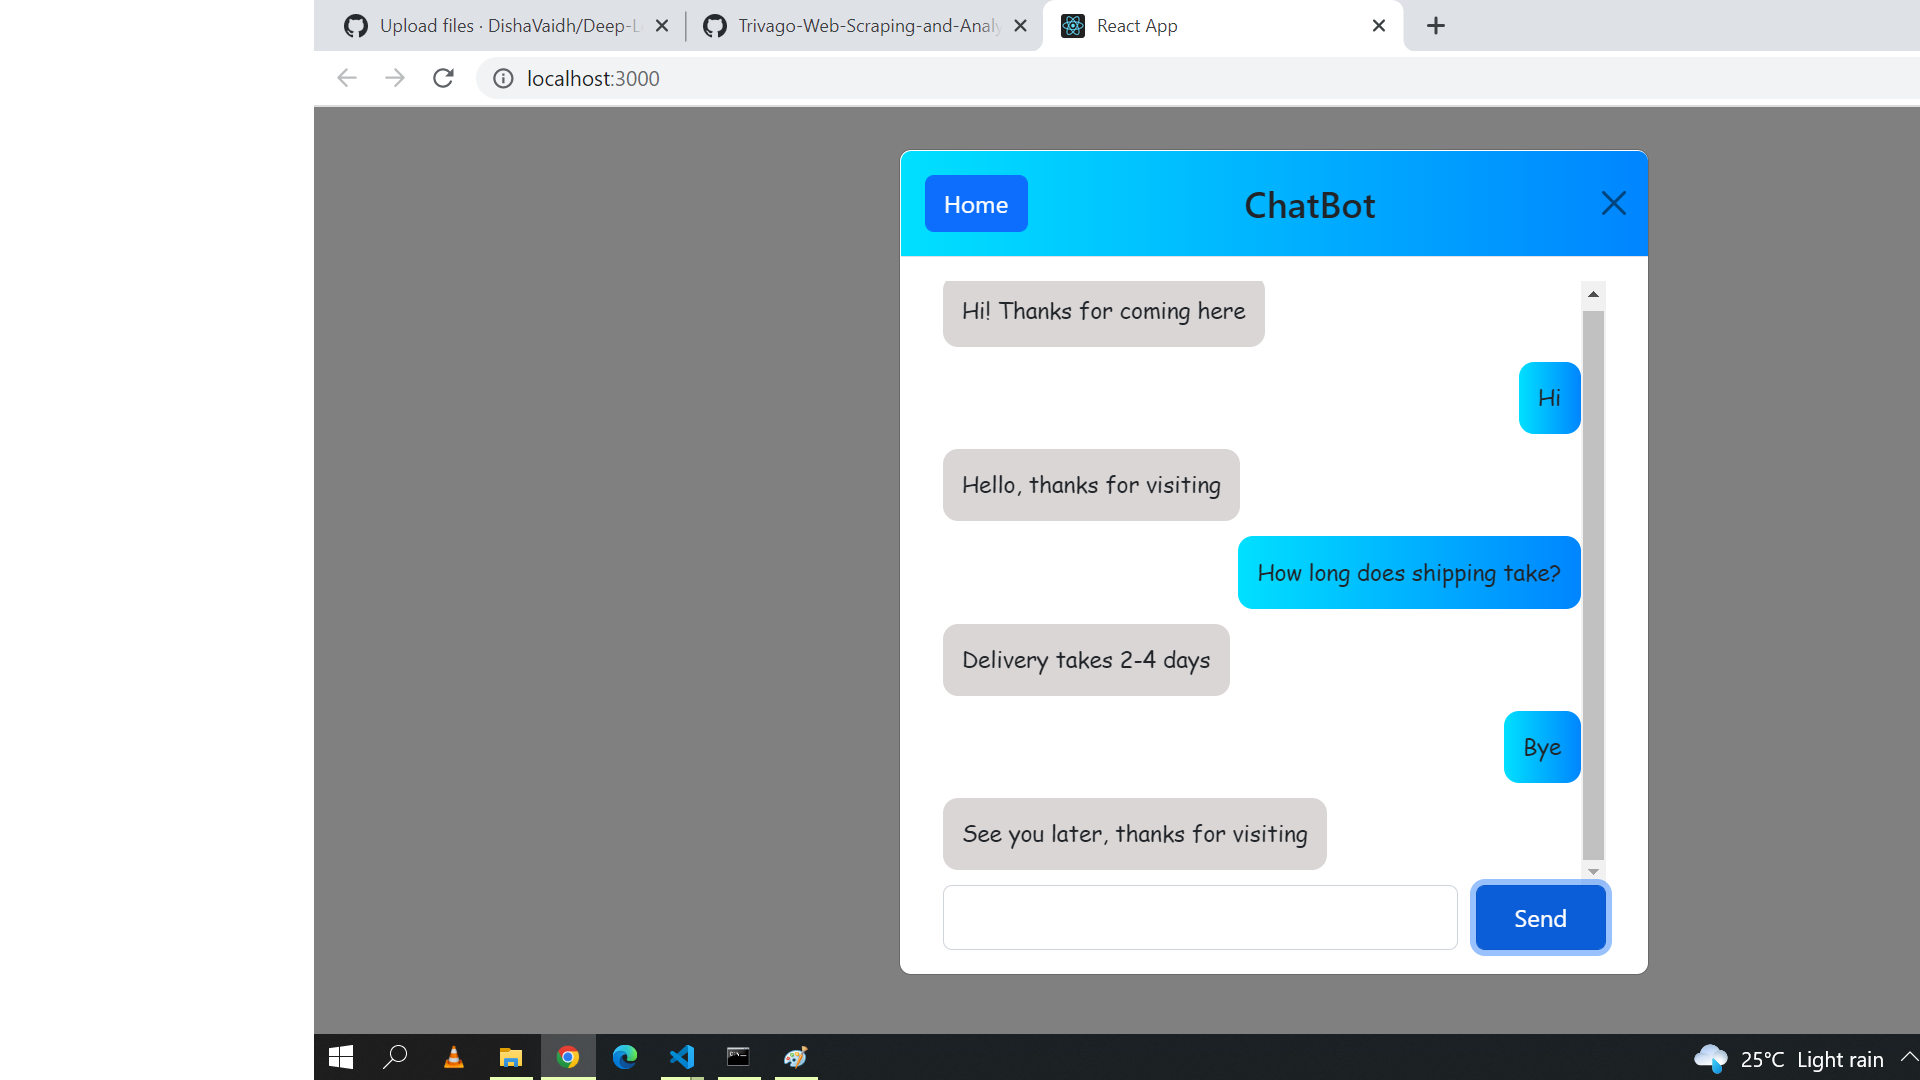 Upload files · DishaVaidh/Deep-L
Trivago-Web-Scraping-and-Analy
React App
localhost:3000
Home
ChatBot
Hi! Thanks for coming here
Hi
Hello, thanks for visiting
How long does shipping take?
Delivery takes 2-4 days
Bye
See you later, thanks for visiting
Send
25°C Light rain